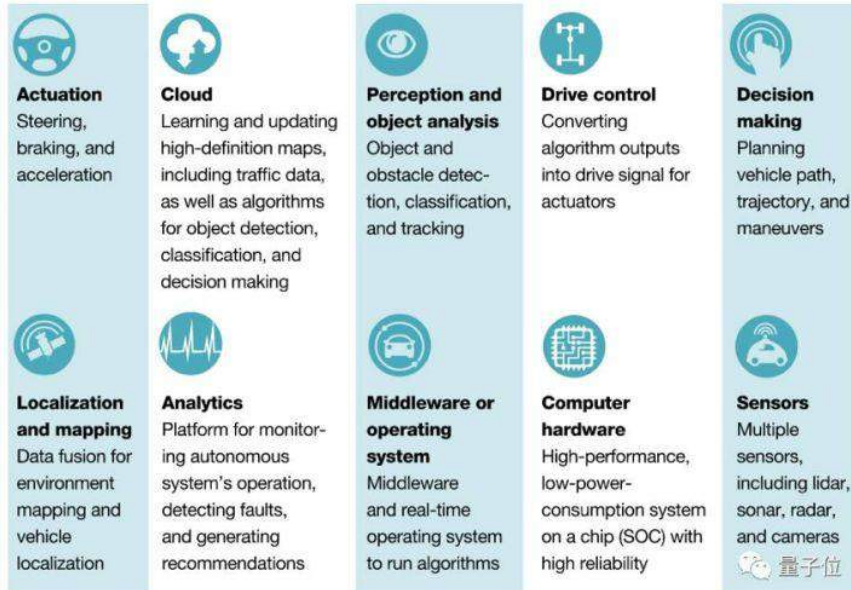 Actuation
Steering,
braking, and
acceleration
Cloud
Learning and updating
high-definition maps,
including traffic data,
as well as algorithms
for object detection,
classification, and
decision making
Perception and
object analysis
Object and
obstacle detec-
tion, classification,
and tracking
Drive control
Converting
algorithm outputs
into drive signal for
actuators
Decision
making
Planning
vehicle path,
trajectory, and
maneuvers
Localization
and mapping
Data fusion for
environment
mapping and
vehicle
localization
Analytics
Platform for monitor-
ing autonomous
system's operation,
detecting faults,
and generating
recommendations
Middleware or
operating
system
Middleware
and real-time
operating system
to run algorithms
Computer
hardware
High-performance,
low-power-
consumption system
on a chip (SOC) with
high reliability
Sensors
Multiple
sensors,
including lidar,
sonar, radar,
and cameras
量子位